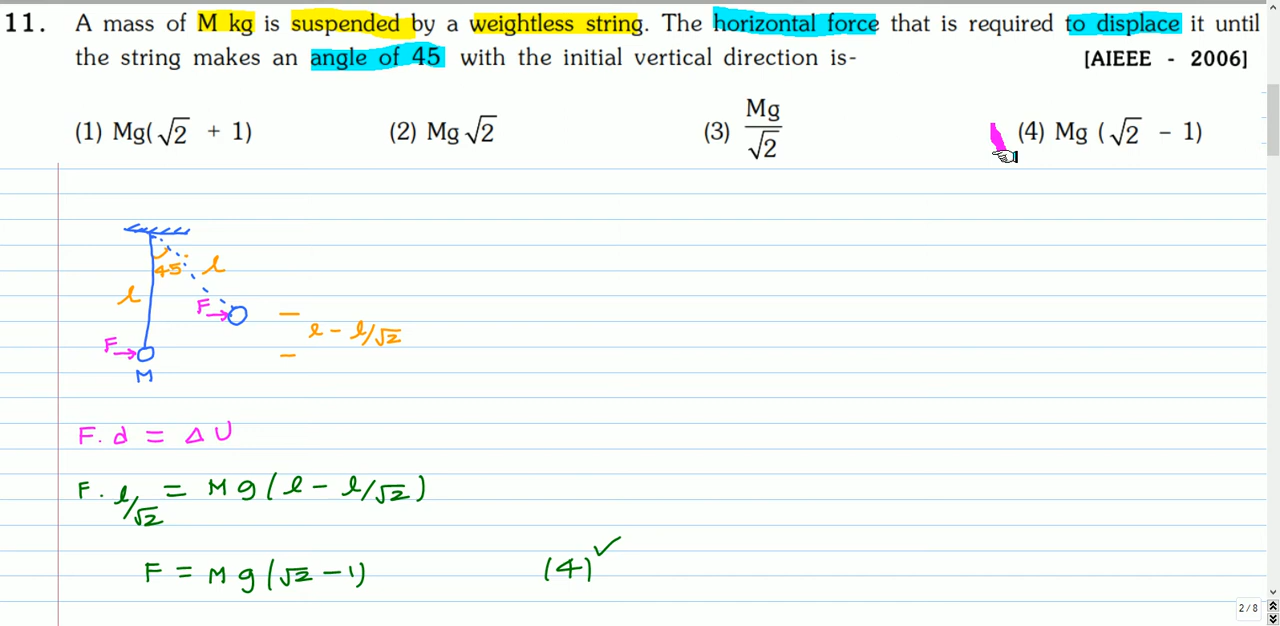 11. A mass of M kg is suspended by a weightless string. The horizontal force that is required to displace it until
the string makes an angle of 45 with the initial vertical direction is- [AIEEE - 2006]
(1) Mg(√2 + 1) (2) Mg√2 (3) Mg/√2 (4) Mg (√2 - 1)
45 l
l
F
l - l/√2
F
M
F. d = Δ U
F. l/√2 = Mg(l - l/√2)
F = Mg(√2 - 1) (4)✓
2/8